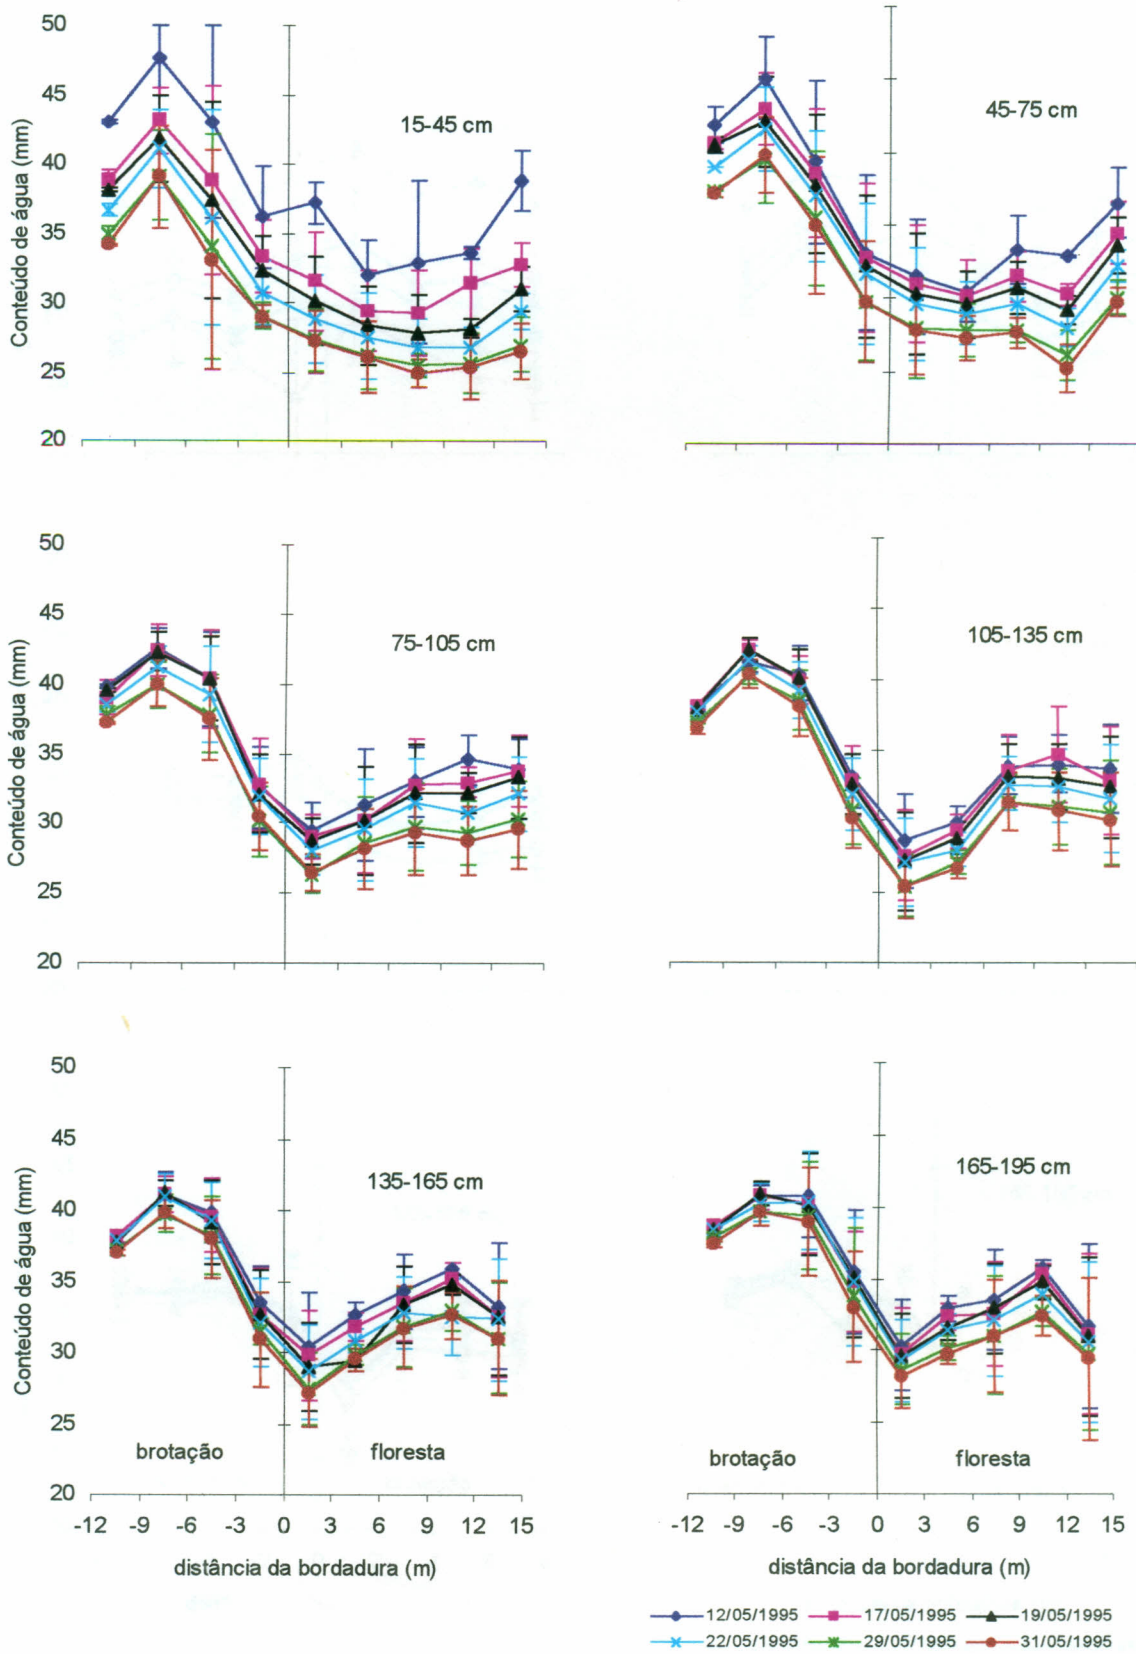 50
45
40
35
30
25
20
Conteúdo de água (mm)
15-45 cm
45-75 cm
50
45
40
35
30
25
20
Conteúdo de água (mm)
75-105 cm
105-135 cm
50
45
40
35
30
25
20
Conteúdo de água (mm)
135-165 cm
165-195 cm
brotação floresta
brotação floresta
-12 -9 -6 -3 0 3 6 9 12 15
-12 -9 -6 -3 0 3 6 9 12 15
distância da bordadura (m)
distância da bordadura (m)
12/05/1995 17/05/1995 19/05/1995
22/05/1995 29/05/1995 31/05/1995